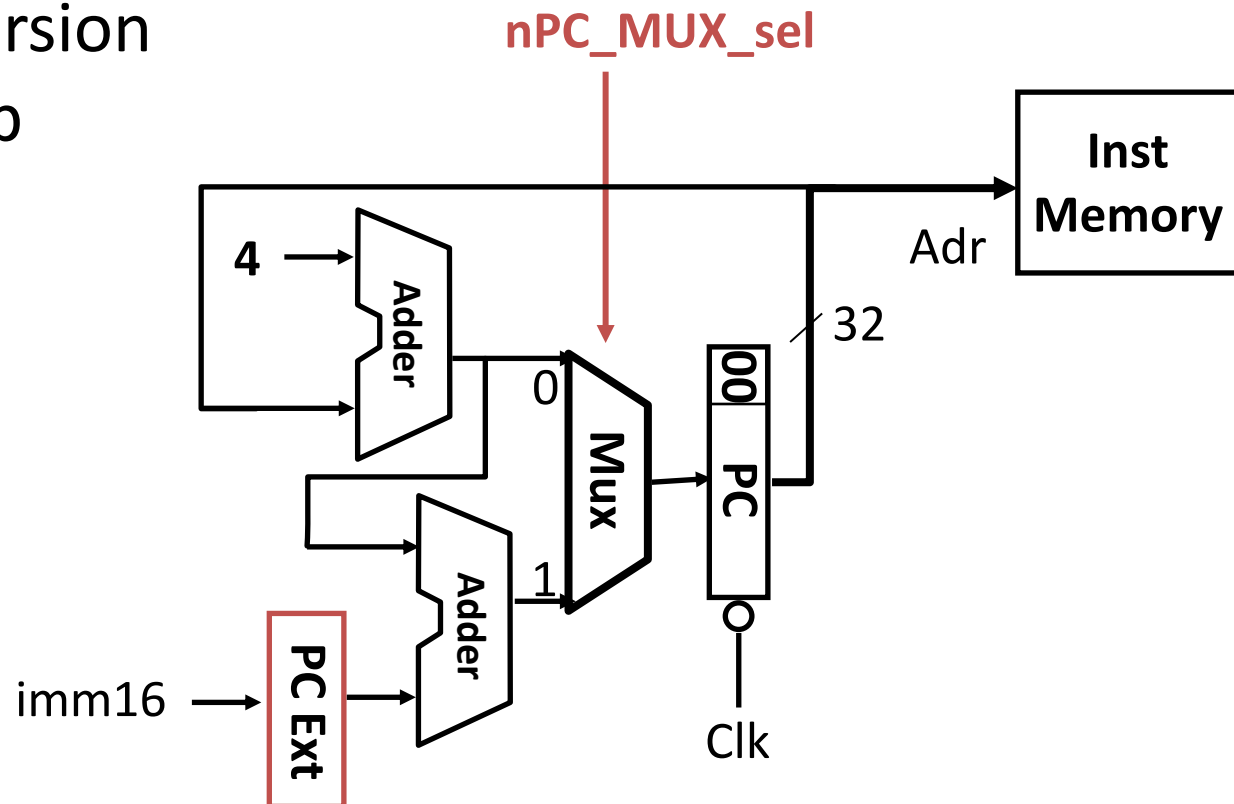 rsion
nPC_MUX_sel
p
Inst
Memory
Adr
4
Adder
32
0
00
PC
Mux
1
Adder
imm16
PC Ext
Clk